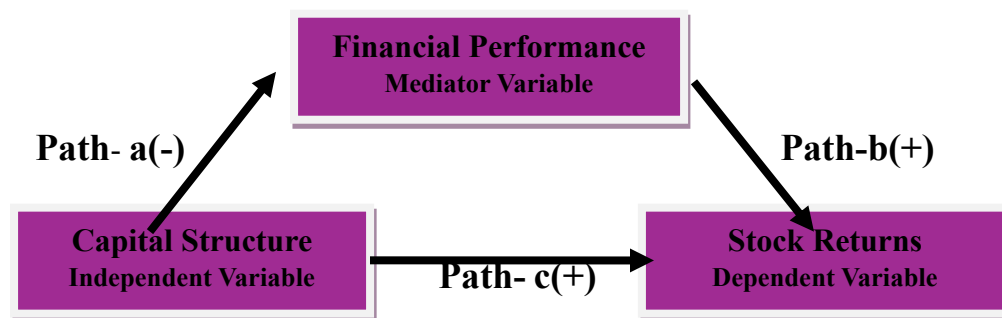 Financial Performance
Mediator Variable
Path- a(-)
Path-b(+)
Capital Structure
Independent Variable
Path- c(+)
Stock Returns
Dependent Variable